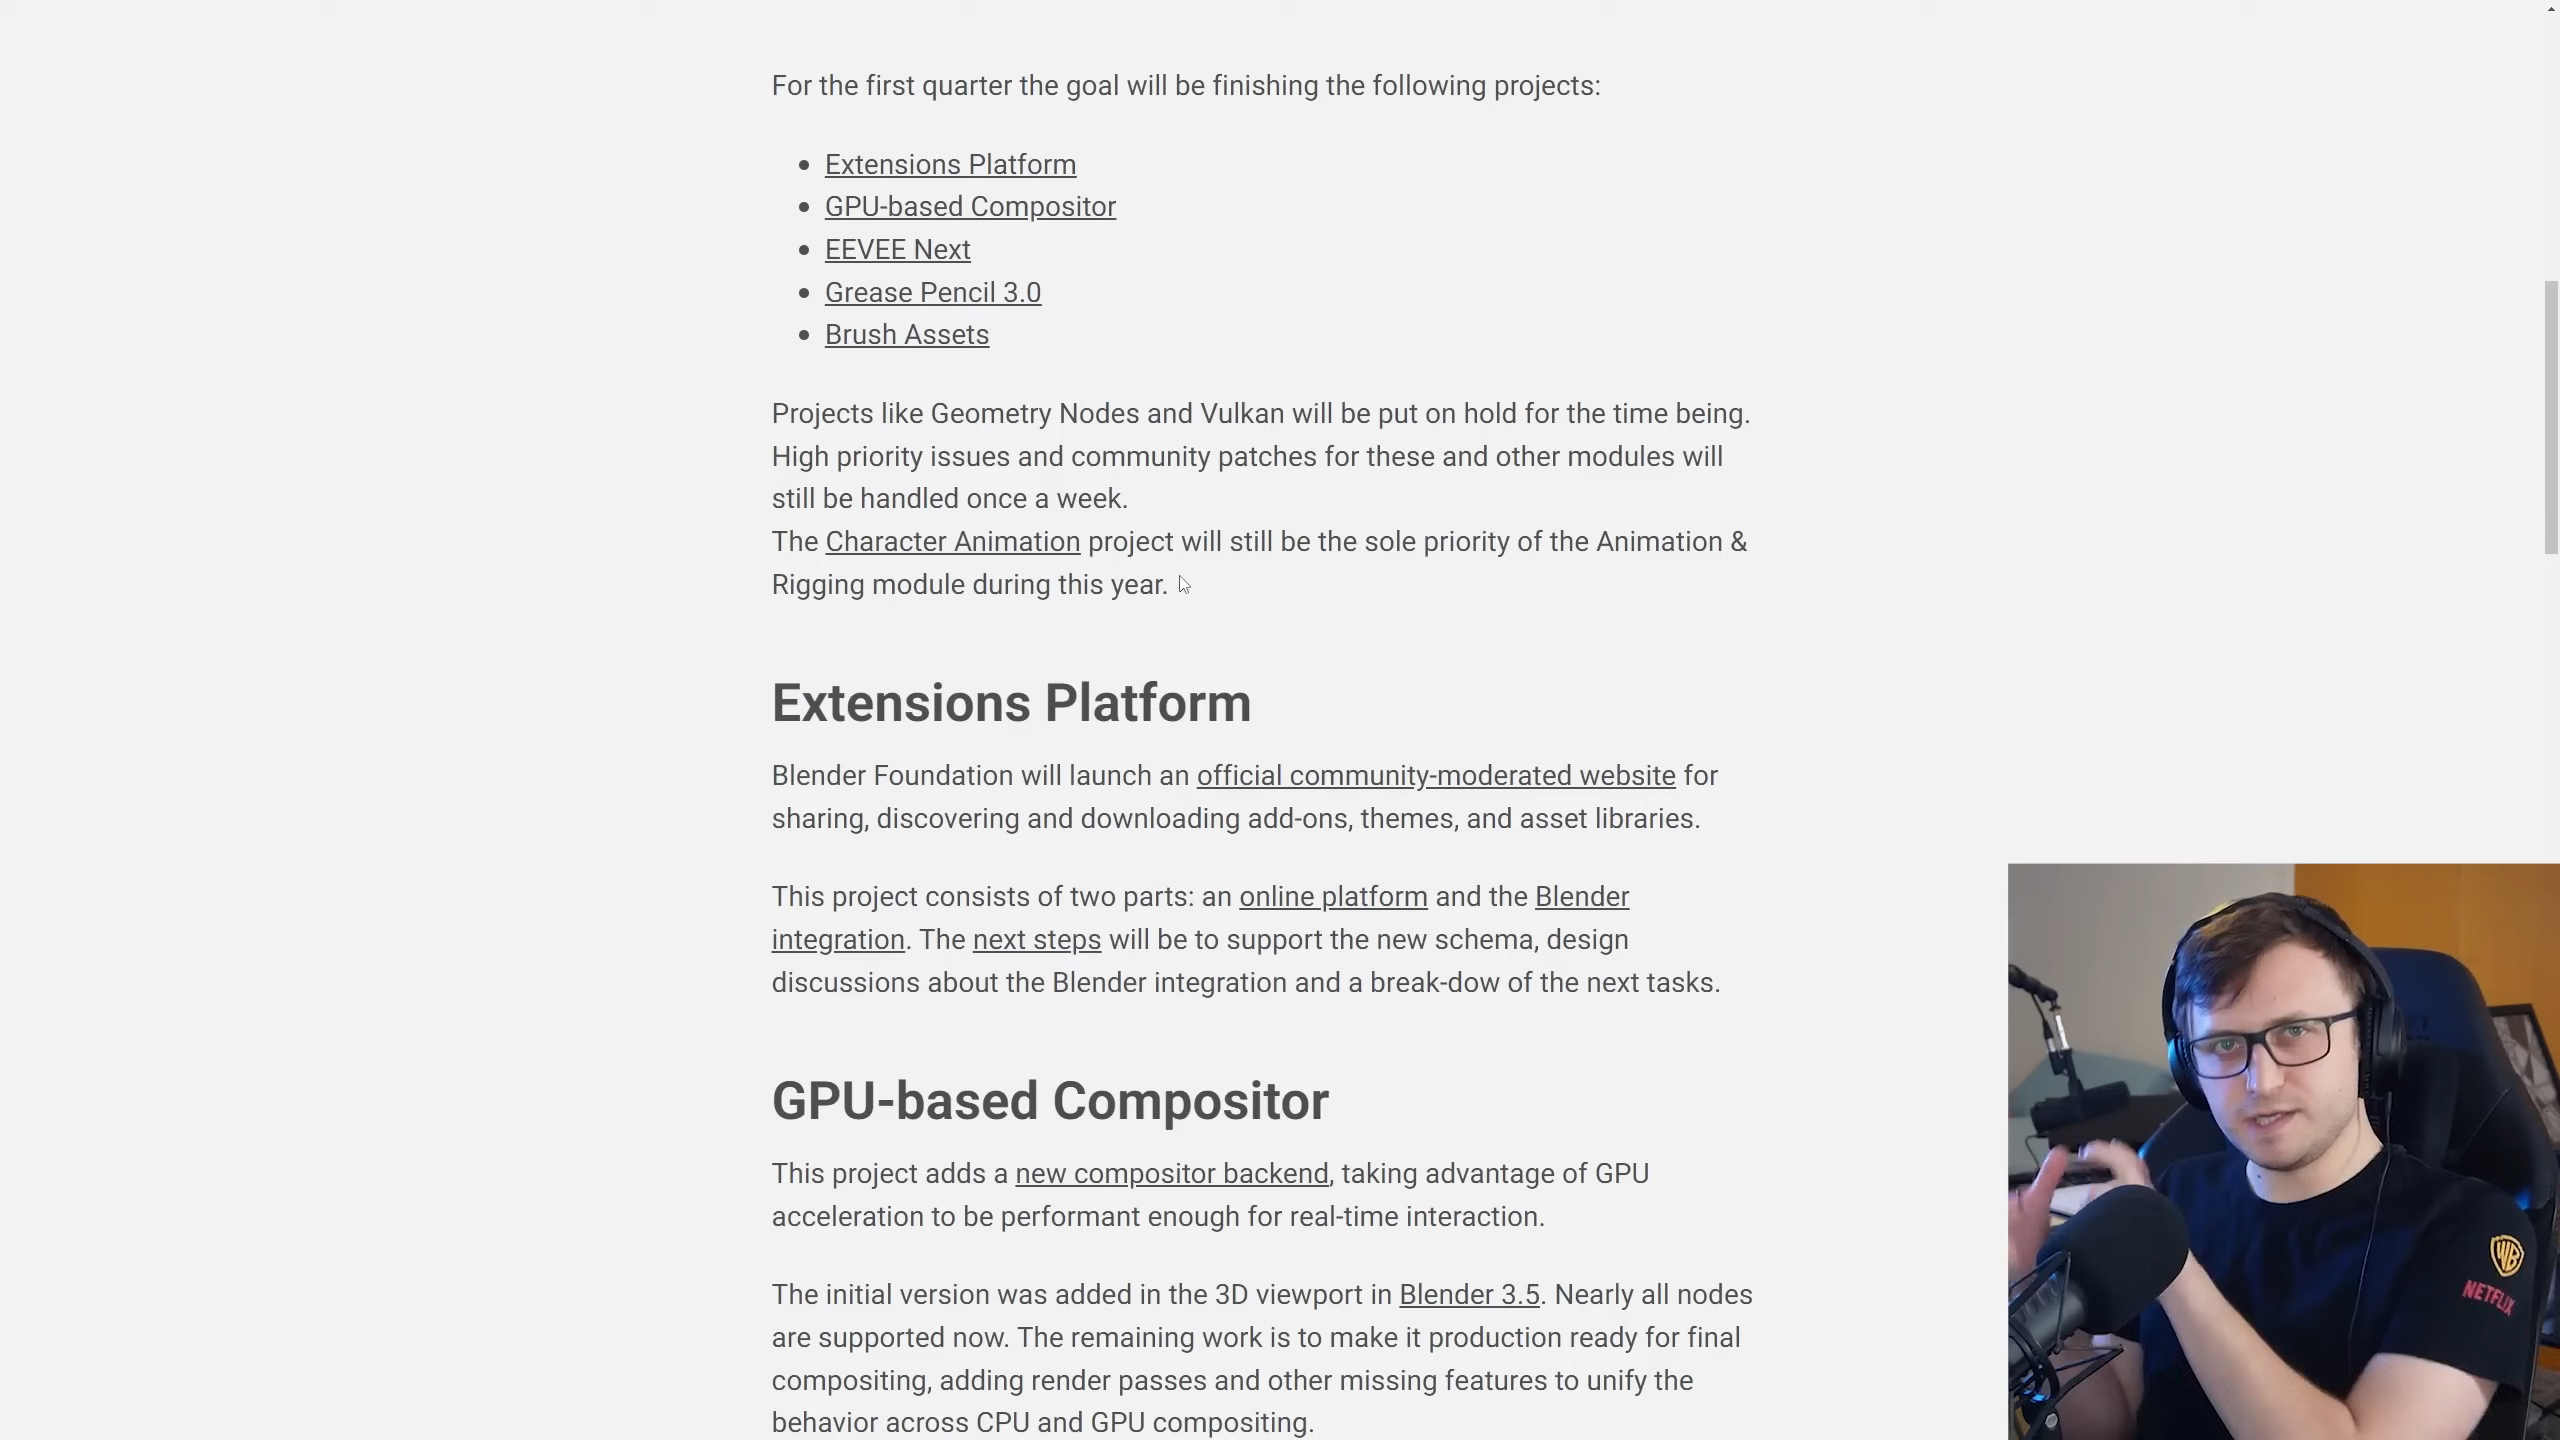 For the first quarter the goal will be finishing the following projects:
Extensions Platform
GPU-based Compositor
EEVEE Next
Grease Pencil 3.0
Brush Assets
Projects like Geometry Nodes and Vulkan will be put on hold for the time being.
High priority issues and community patches for these and other modules will
still be handled once a week.
The Character Animation project will still be the sole priority of the Animation &
Rigging module during this year.
Extensions Platform
Blender Foundation will launch an official community-moderated website for
sharing, discovering and downloading add-ons, themes, and asset libraries.
This project consists of two parts: an online platform and the Blender
integration. The next steps will be to support the new schema, design
discussions about the Blender integration and a break-dow of the next tasks.
GPU-based Compositor
This project adds a new compositor backend, taking advantage of GPU
acceleration to be performant enough for real-time interaction.
The initial version was added in the 3D viewport in Blender 3.5. Nearly all nodes
are supported now. The remaining work is to make it production ready for final
compositing, adding render passes and other missing features to unify the
behavior across CPU and GPU compositing.
WB
NETFLIX